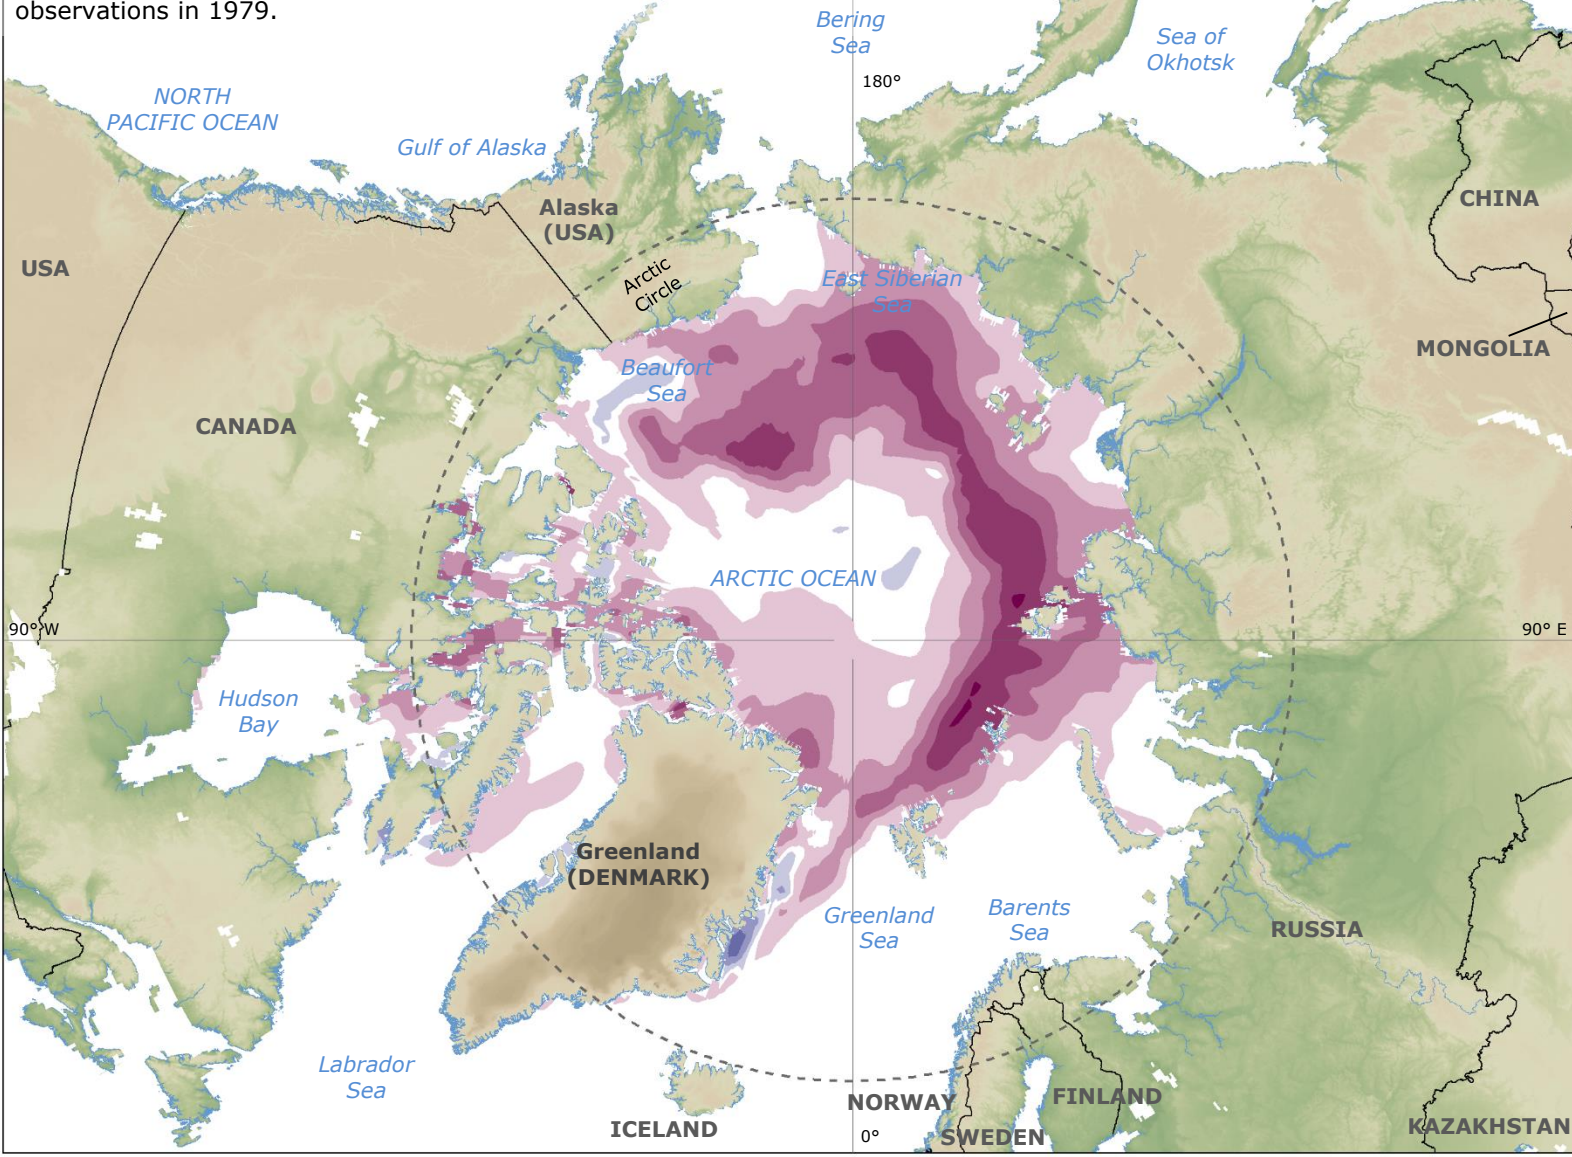 observations in 1979.
Bering
Sea
Sea of
Okhotsk
180°
NORTH
PACIFIC OCEAN
Gulf of Alaska
CHINA
Alaska
(USA)
USA
Arctic
Circle
East Siberian
Sea
MONGOLIA
Beaufort
Sea
CANADA
ARCTIC OCEAN
90° W
90° E
Hudson
Bay
Greenland
(DENMARK)
Greenland
Sea
Barents
Sea
RUSSIA
Labrador
Sea
NORWAY
FINLAND
ICELAND
0°
SWEDEN
KAZAKHSTAN